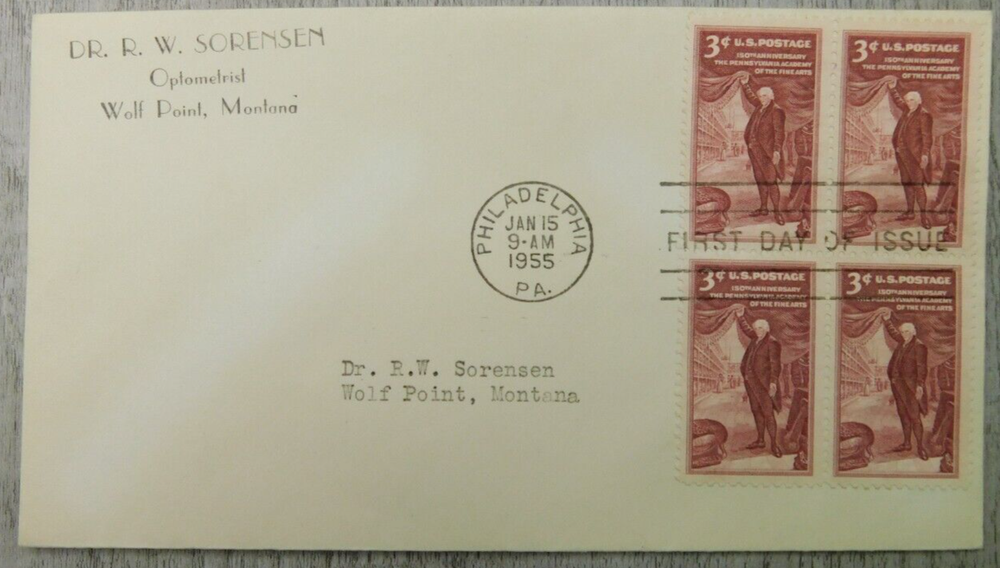 DR. R. W. SORENSEN
Optometrist
Wolf Point, Montana
3¢ U.S. POSTAGE
150TH ANNIVERSARY
THE PENNSYLVANIA ACADEMY
OF THE FINE ARTS
3¢ U.S. POSTAGE
150TH ANNIVERSARY
THE PENNSYLVANIA ACADEMY
OF THE FINE ARTS
PHILADELPHIA
JAN 15
9-AM
1955
PA.
FIRST DAY OF ISSUE
3¢ U.S. POSTAGE
150TH ANNIVERSARY
THE PENNSYLVANIA ACADEMY
OF THE FINE ARTS
3¢ U.S. POSTAGE
150TH ANNIVERSARY
THE PENNSYLVANIA ACADEMY
OF THE FINE ARTS
Dr. R.W. Sorensen
Wolf Point, Montana